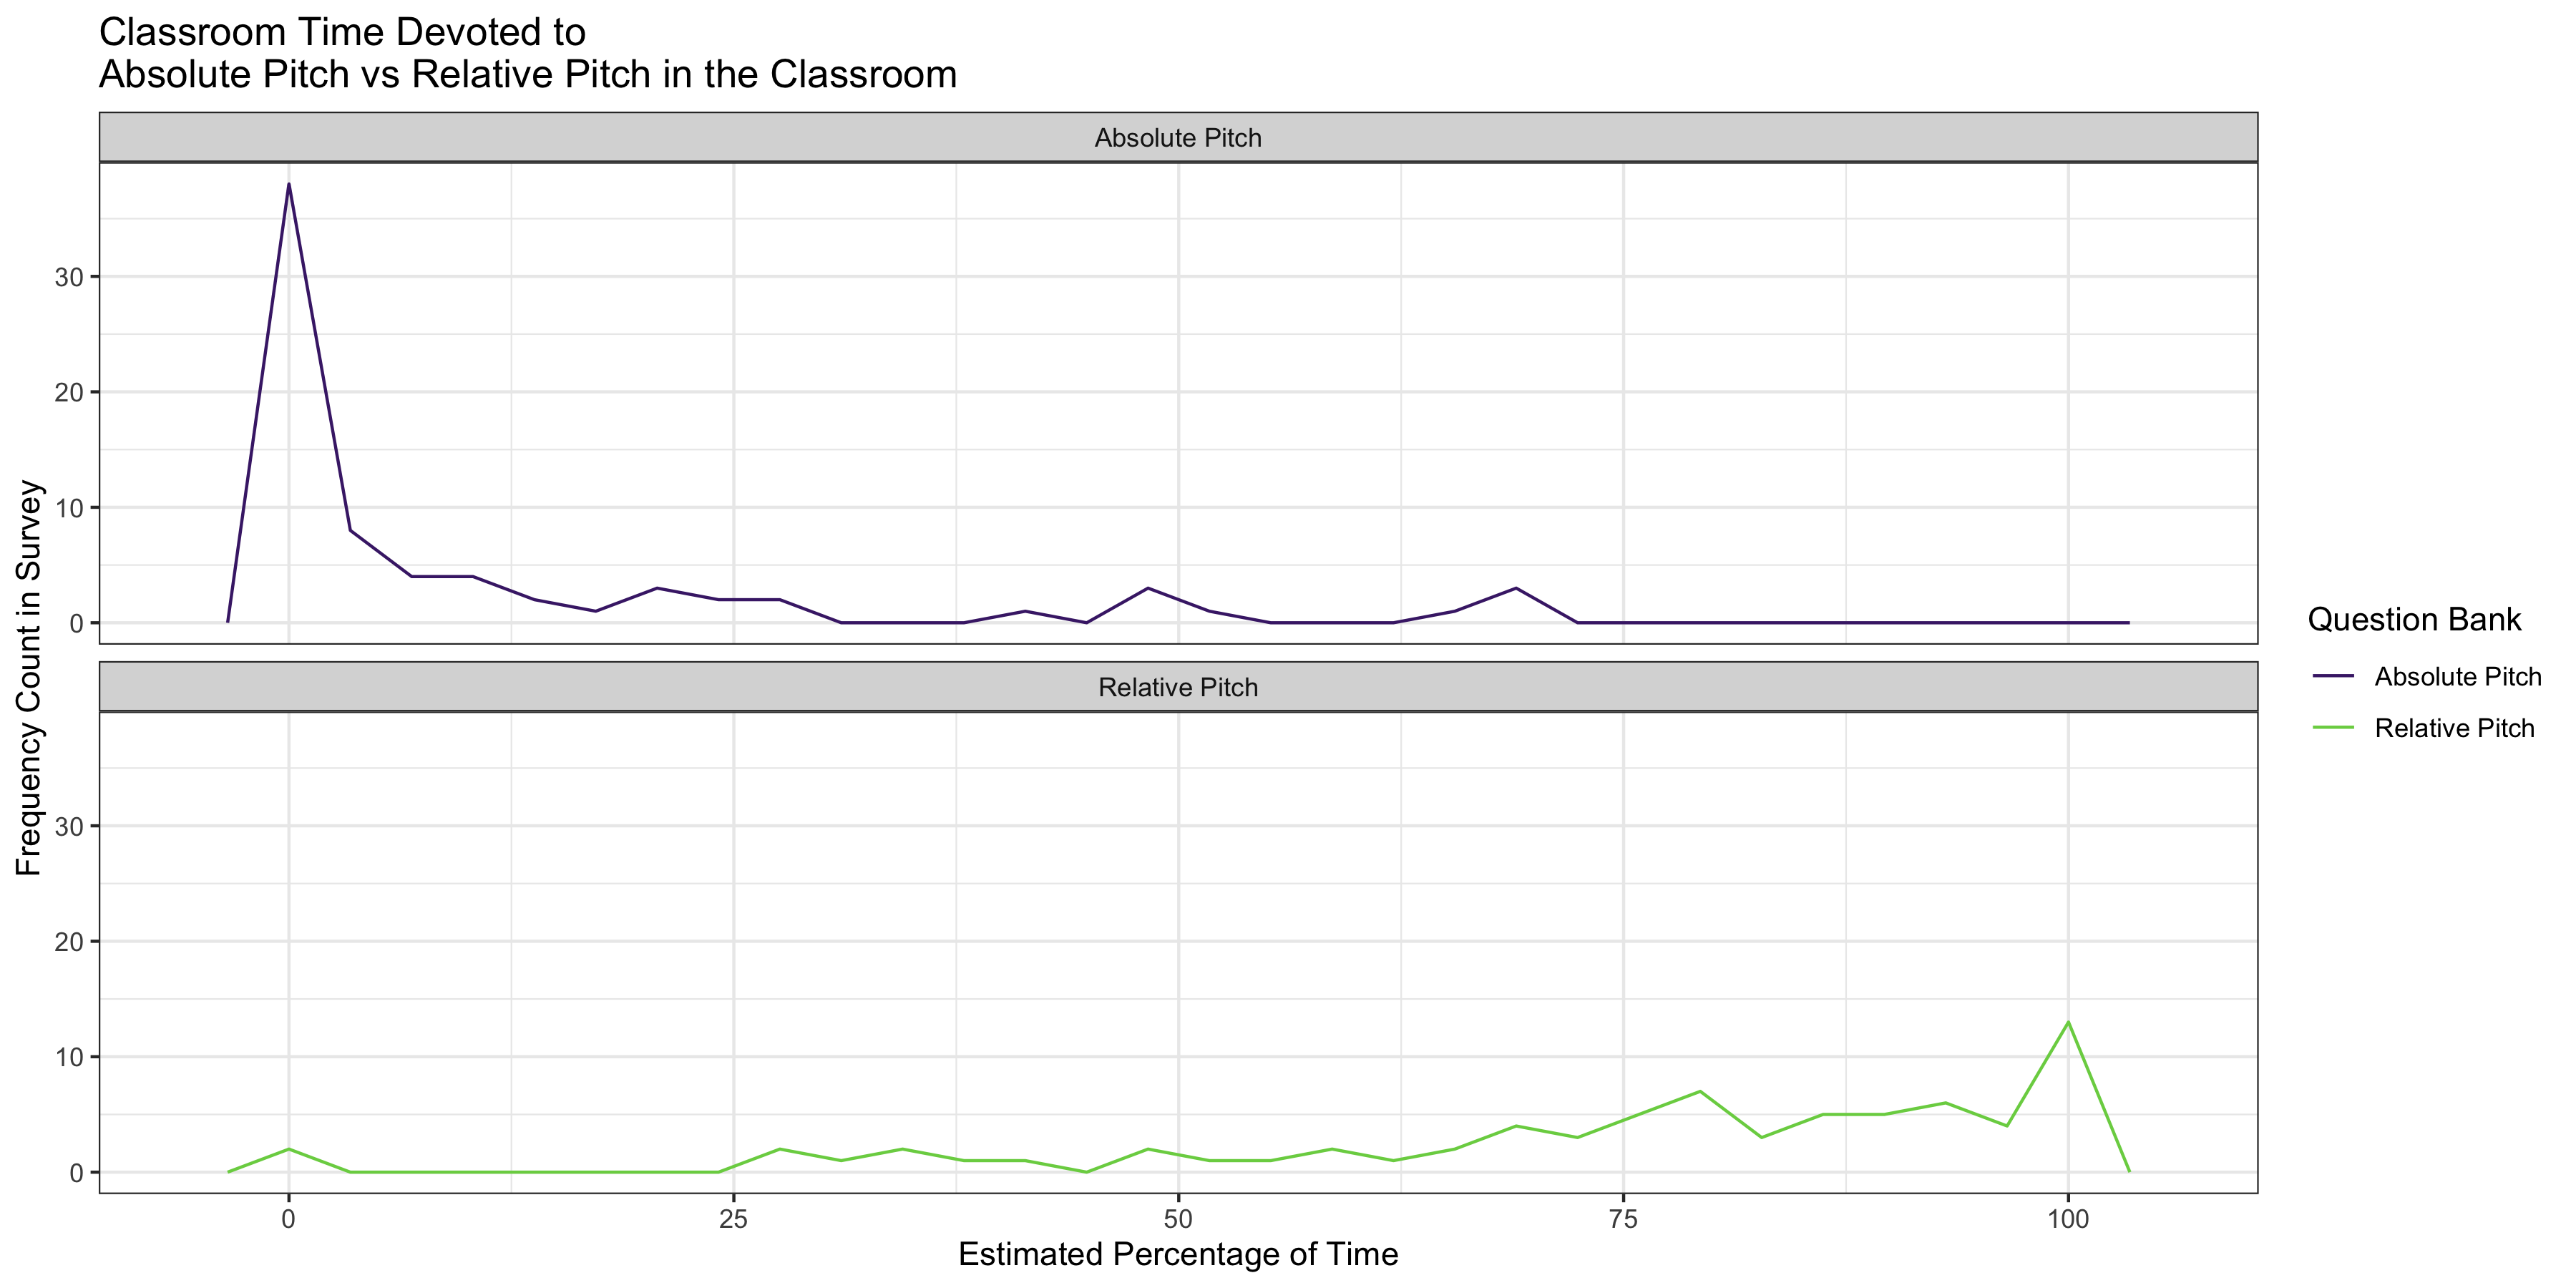 Classroom Time Devoted to
Absolute Pitch vs Relative Pitch in the Classroom
Absolute Pitch
30
20
10
0
Relative Pitch
30
20
10
0
0 25 50 75 100
Estimated Percentage of Time
Frequency Count in Survey
Question Bank
Absolute Pitch
Relative Pitch